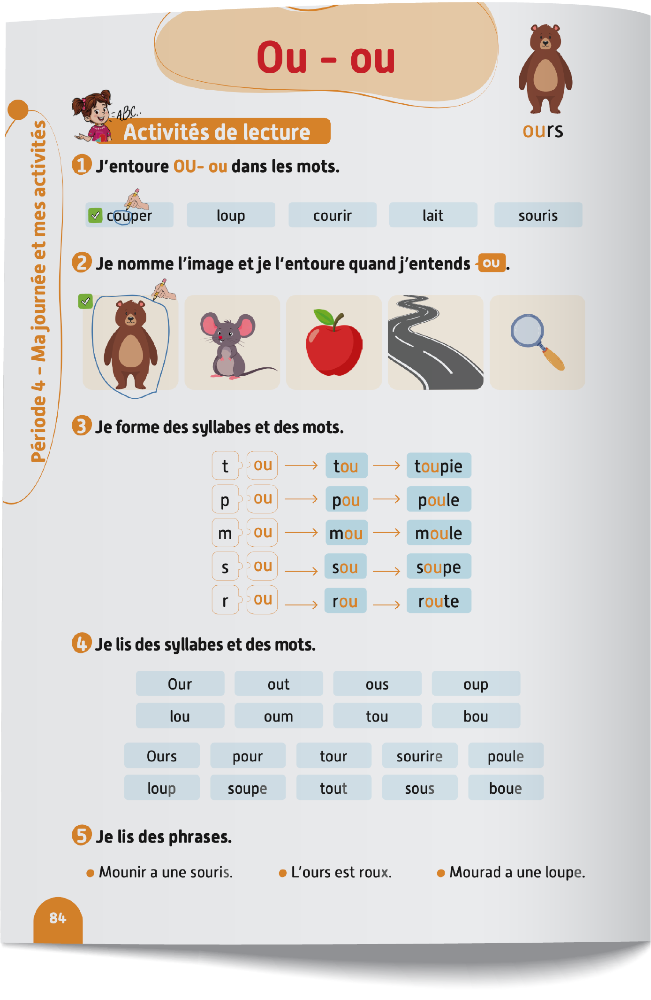 Ou - ou
ours
A.B.C..
Activités de lecture
Période 4 - Ma journée et mes activités
1 J'entoure OU- ou dans les mots.
couper loup courir lait souris
2 Je nomme l'image et je l'entoure quand j'entends ou.
3 Je forme des syllabes et des mots.
t ou tou toupie
p ou pou poule
m ou mou moule
s ou sou soupe
r ou rou route
4 Je lis des syllabes et des mots.
Our out ous oup
lou oum tou bou
Ours pour tour sourire poule
loup soupe tout sous boue
5 Je lis des phrases.
Mounir a une souris. L'ours est roux. Mourad a une loupe.
84